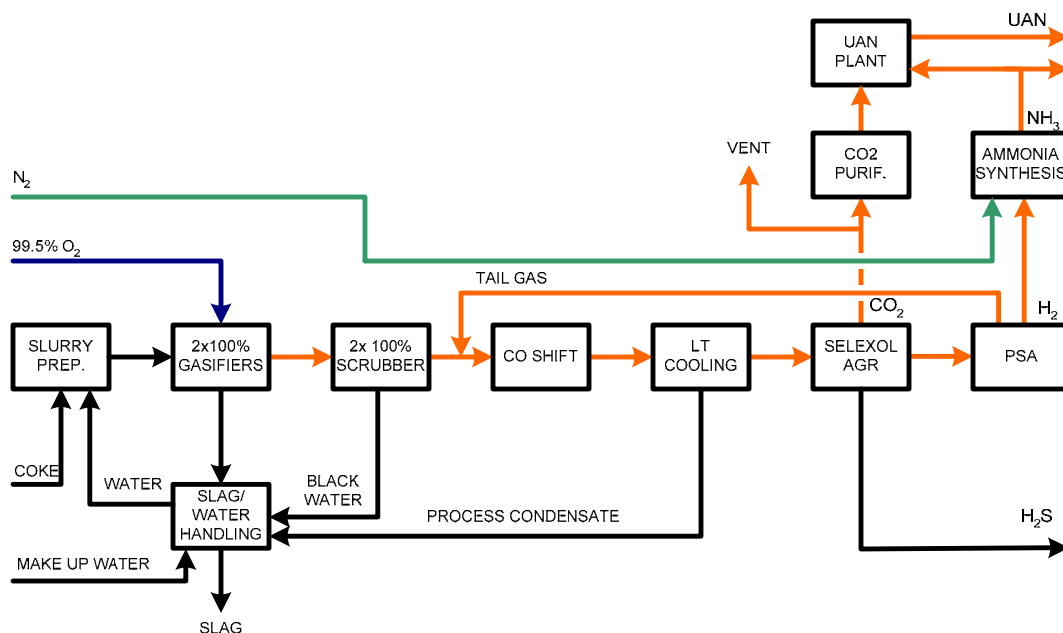 UAN
UAN
PLANT
NH3
VENT
CO2
PURIF.
AMMONIA
SYNTHESIS
N2
99.5% O2
TAIL GAS
CO2
H2
SLURRY
PREP.
2x100%
GASIFIERS
2x 100%
SCRUBBER
CO SHIFT
LT
COOLING
SELEXOL
AGR
PSA
COKE
WATER
SLAG/
WATER
HANDLING
BLACK
WATER
PROCESS CONDENSATE
H2S
MAKE UP WATER
SLAG